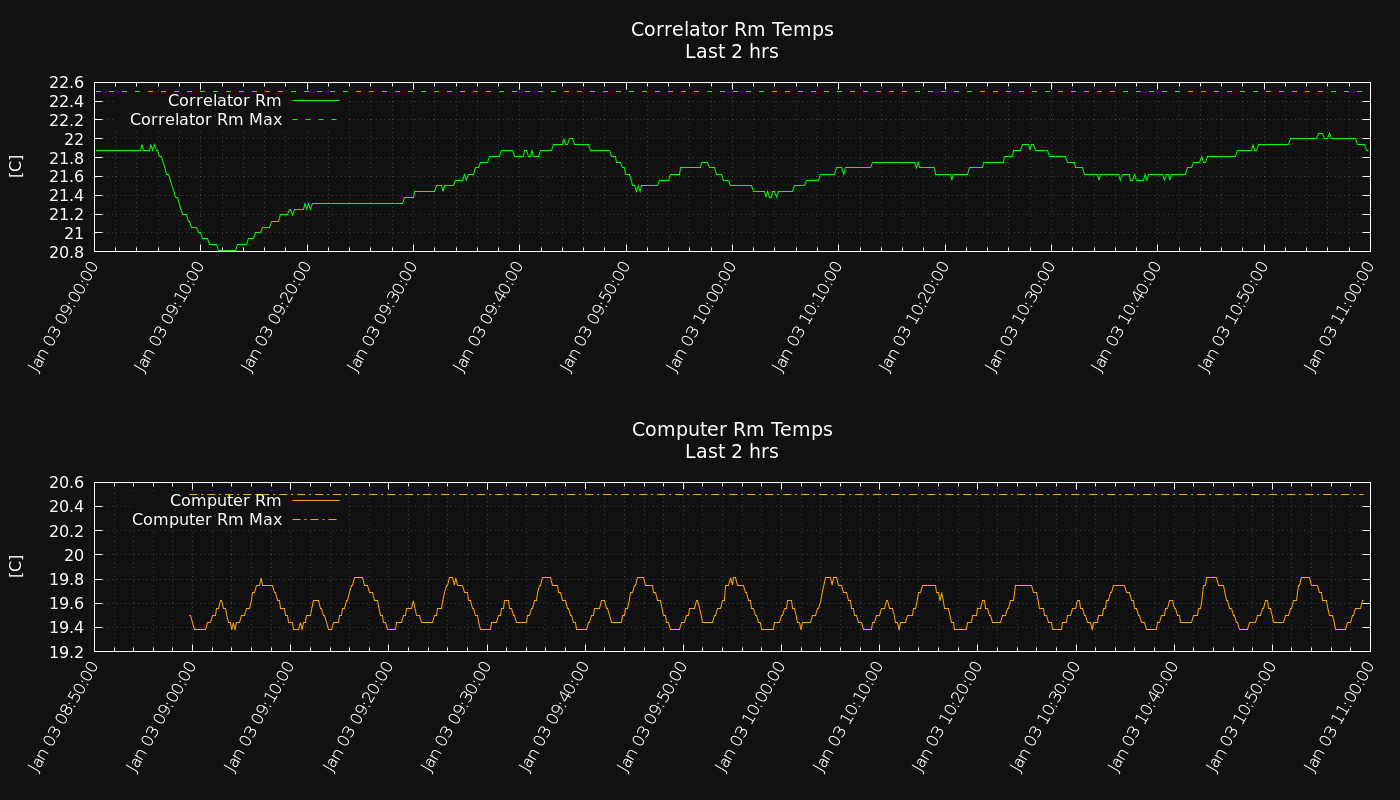 Correlator Rm Temps
Last 2 hrs
22.6
22.4
22.2
22
21.8
21.6
21.4
21.2
21
20.8
[C]
Correlator Rm
Correlator Rm Max
Jan 03 09:00:00
Jan 03 09:10:00
Jan 03 09:20:00
Jan 03 09:30:00
Jan 03 09:40:00
Jan 03 09:50:00
Jan 03 10:00:00
Jan 03 10:10:00
Jan 03 10:20:00
Jan 03 10:30:00
Jan 03 10:40:00
Jan 03 10:50:00
Jan 03 11:00:00
Computer Rm Temps
Last 2 hrs
20.6
20.4
20.2
20
19.8
19.6
19.4
19.2
[C]
Computer Rm
Computer Rm Max
Jan 03 08:50:00
Jan 03 09:00:00
Jan 03 09:10:00
Jan 03 09:20:00
Jan 03 09:30:00
Jan 03 09:40:00
Jan 03 09:50:00
Jan 03 10:00:00
Jan 03 10:10:00
Jan 03 10:20:00
Jan 03 10:30:00
Jan 03 10:40:00
Jan 03 10:50:00
Jan 03 11:00:00